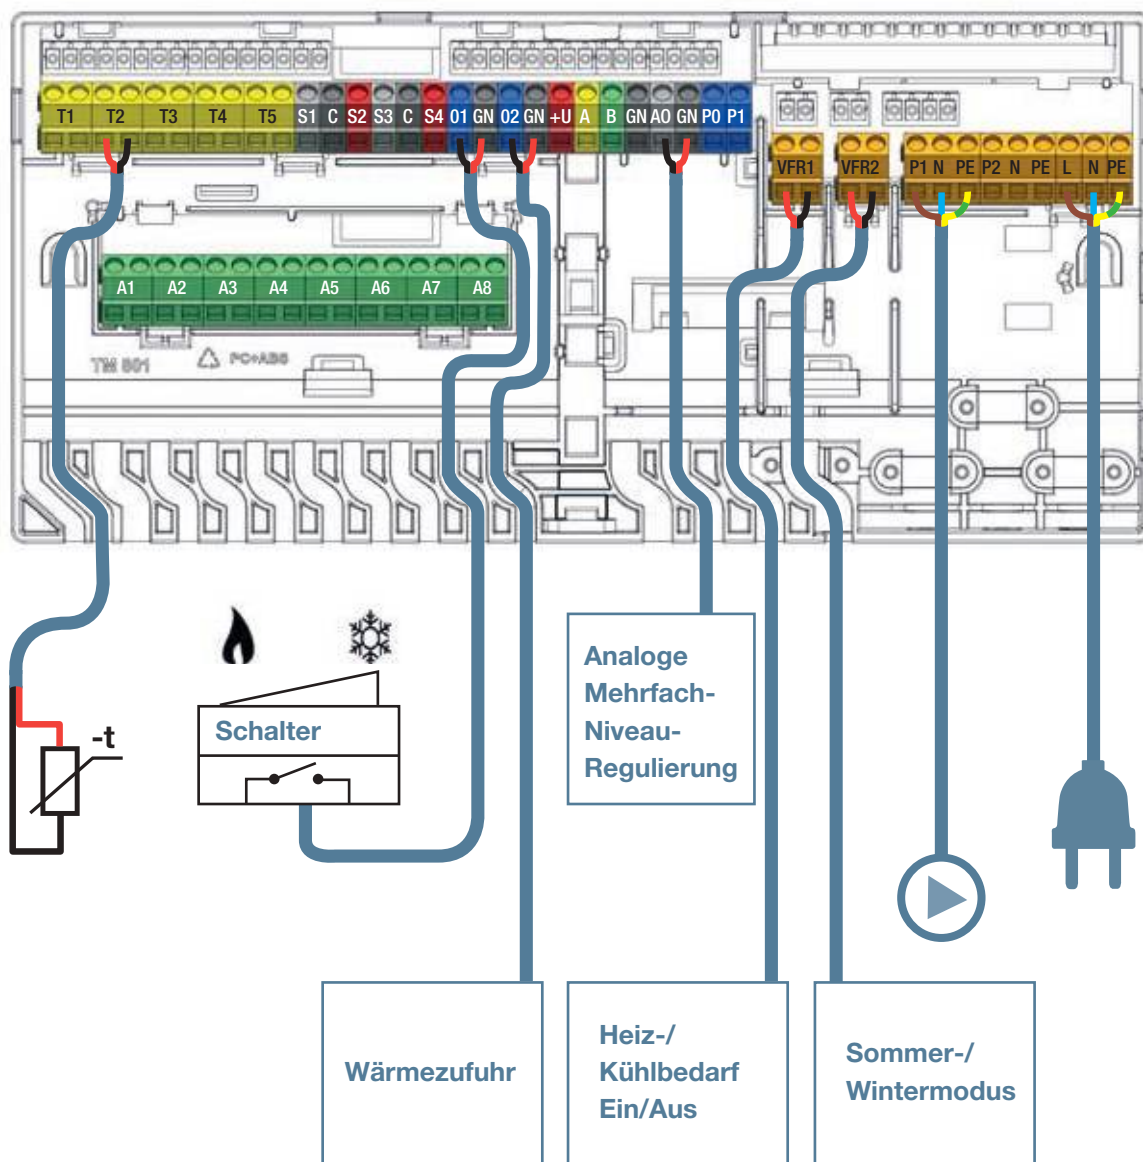 T1 T2 T3 T4 T5 S1 C S2 S3 C S4 01 GN 02 GN +U A B GN AO GN P0 P1
VFR1 VFR2 P1 N PE P2 N PE L N PE
A1 A2 A3 A4 A5 A6 A7 A8
TM 801 PC+ABS
Analoge
Mehrfach-
Niveau-
Regulierung
Schalter
-t
Wärmezufuhr
Heiz-/
Kühlbedarf
Ein/Aus
Sommer-/
Wintermodus